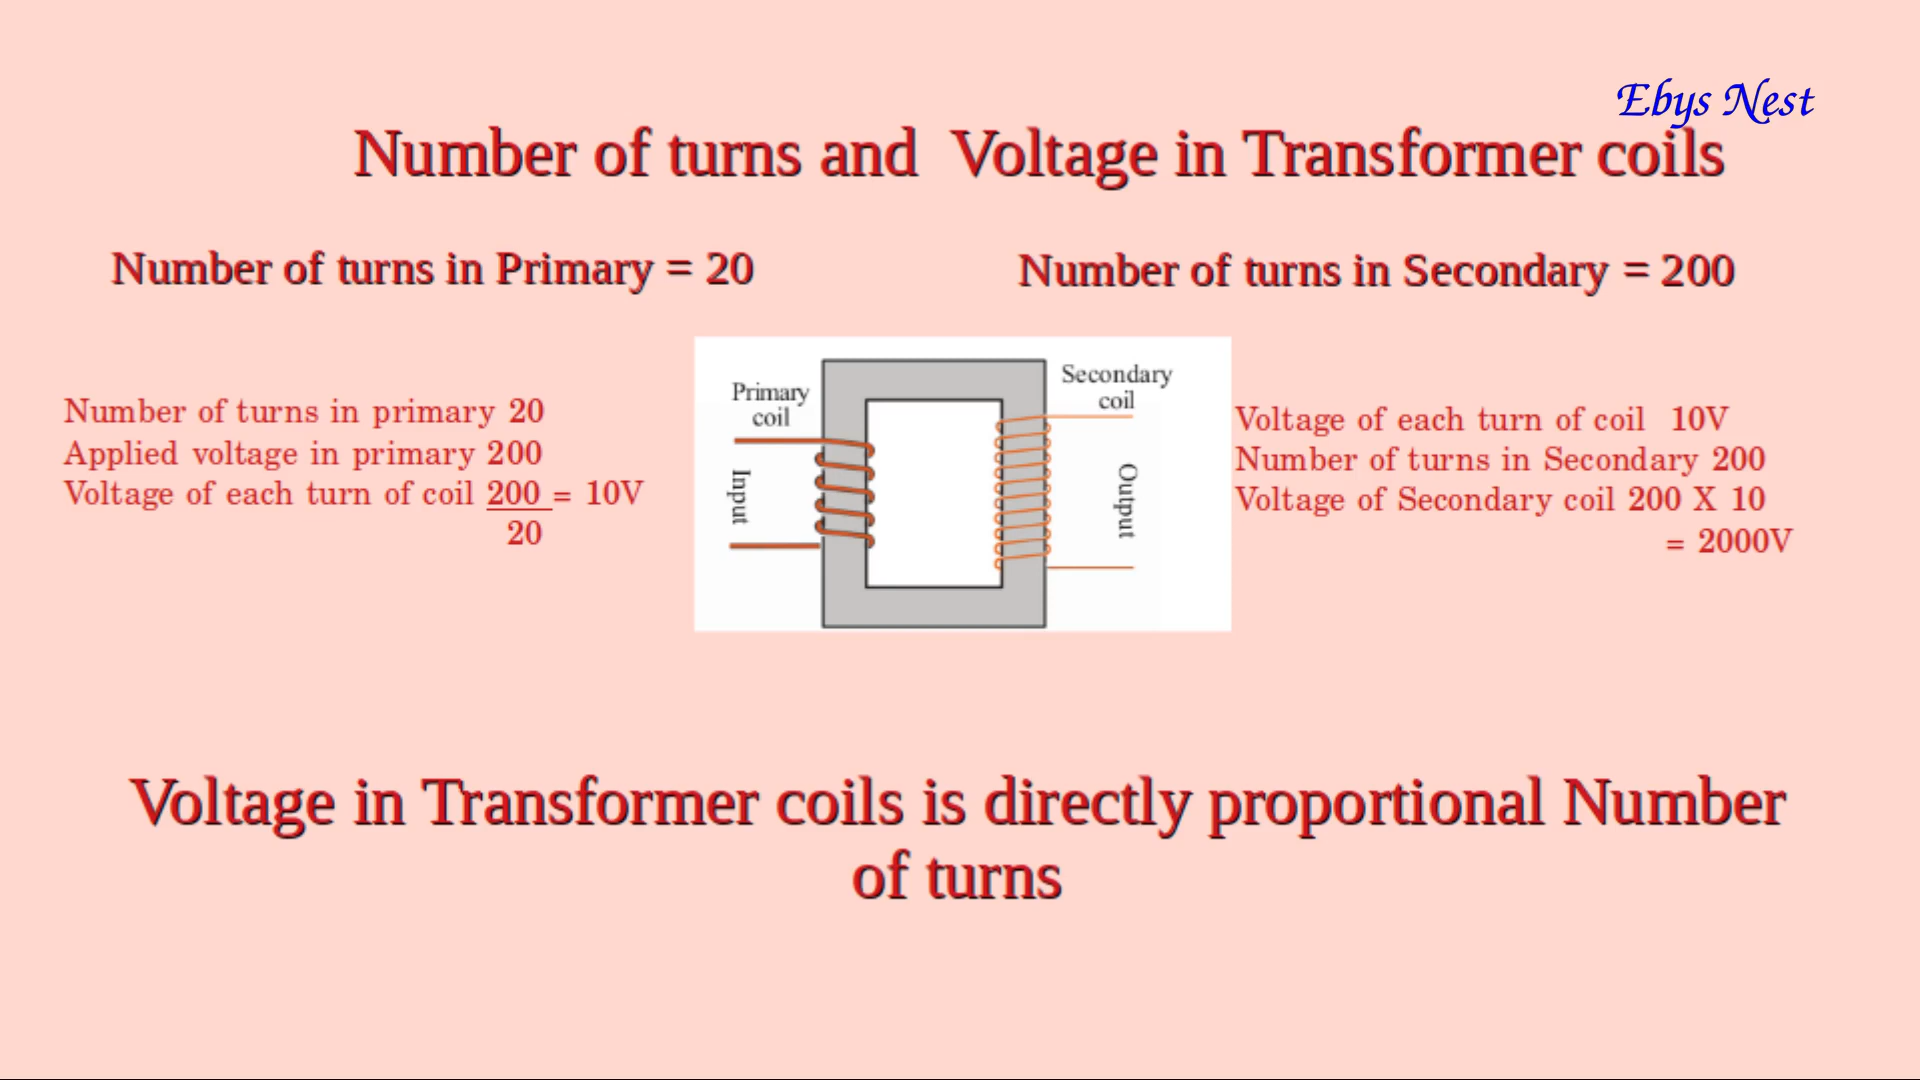 Ebys Nest
Number of turns and Voltage in Transformer coils
Number of turns in Primary = 20
Number of turns in Secondary = 200
Number of turns in primary 20
Applied voltage in primary 200
Voltage of each turn of coil 200 = 10V
20
Primary
coil
Input
Secondary
coil
Output
Voltage of each turn of coil 10V
Number of turns in Secondary 200
Voltage of Secondary coil 200 X 10
= 2000V
Voltage in Transformer coils is directly proportional Number
of turns